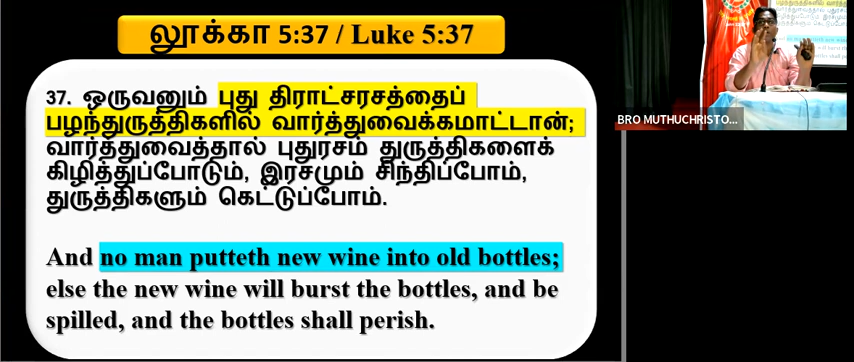 லூக்கா 5:37 / Luke 5:37
37. ஒருவனும் புது திராட்சரசத்தைப்
பழந்துருத்திகளில் வார்த்துவைக்கமாட்டான்;
வார்த்துவைத்தால் புதுரசம் துருத்திகளைக்
கிழித்துப்போடும், இரசமும் சிந்திப்போம்,
துருத்திகளும் கெட்டுப்போம்.
And no man putteth new wine into old bottles;
else the new wine will burst the bottles, and be
spilled, and the bottles shall perish.
BRO MUTHUCHRISTO...